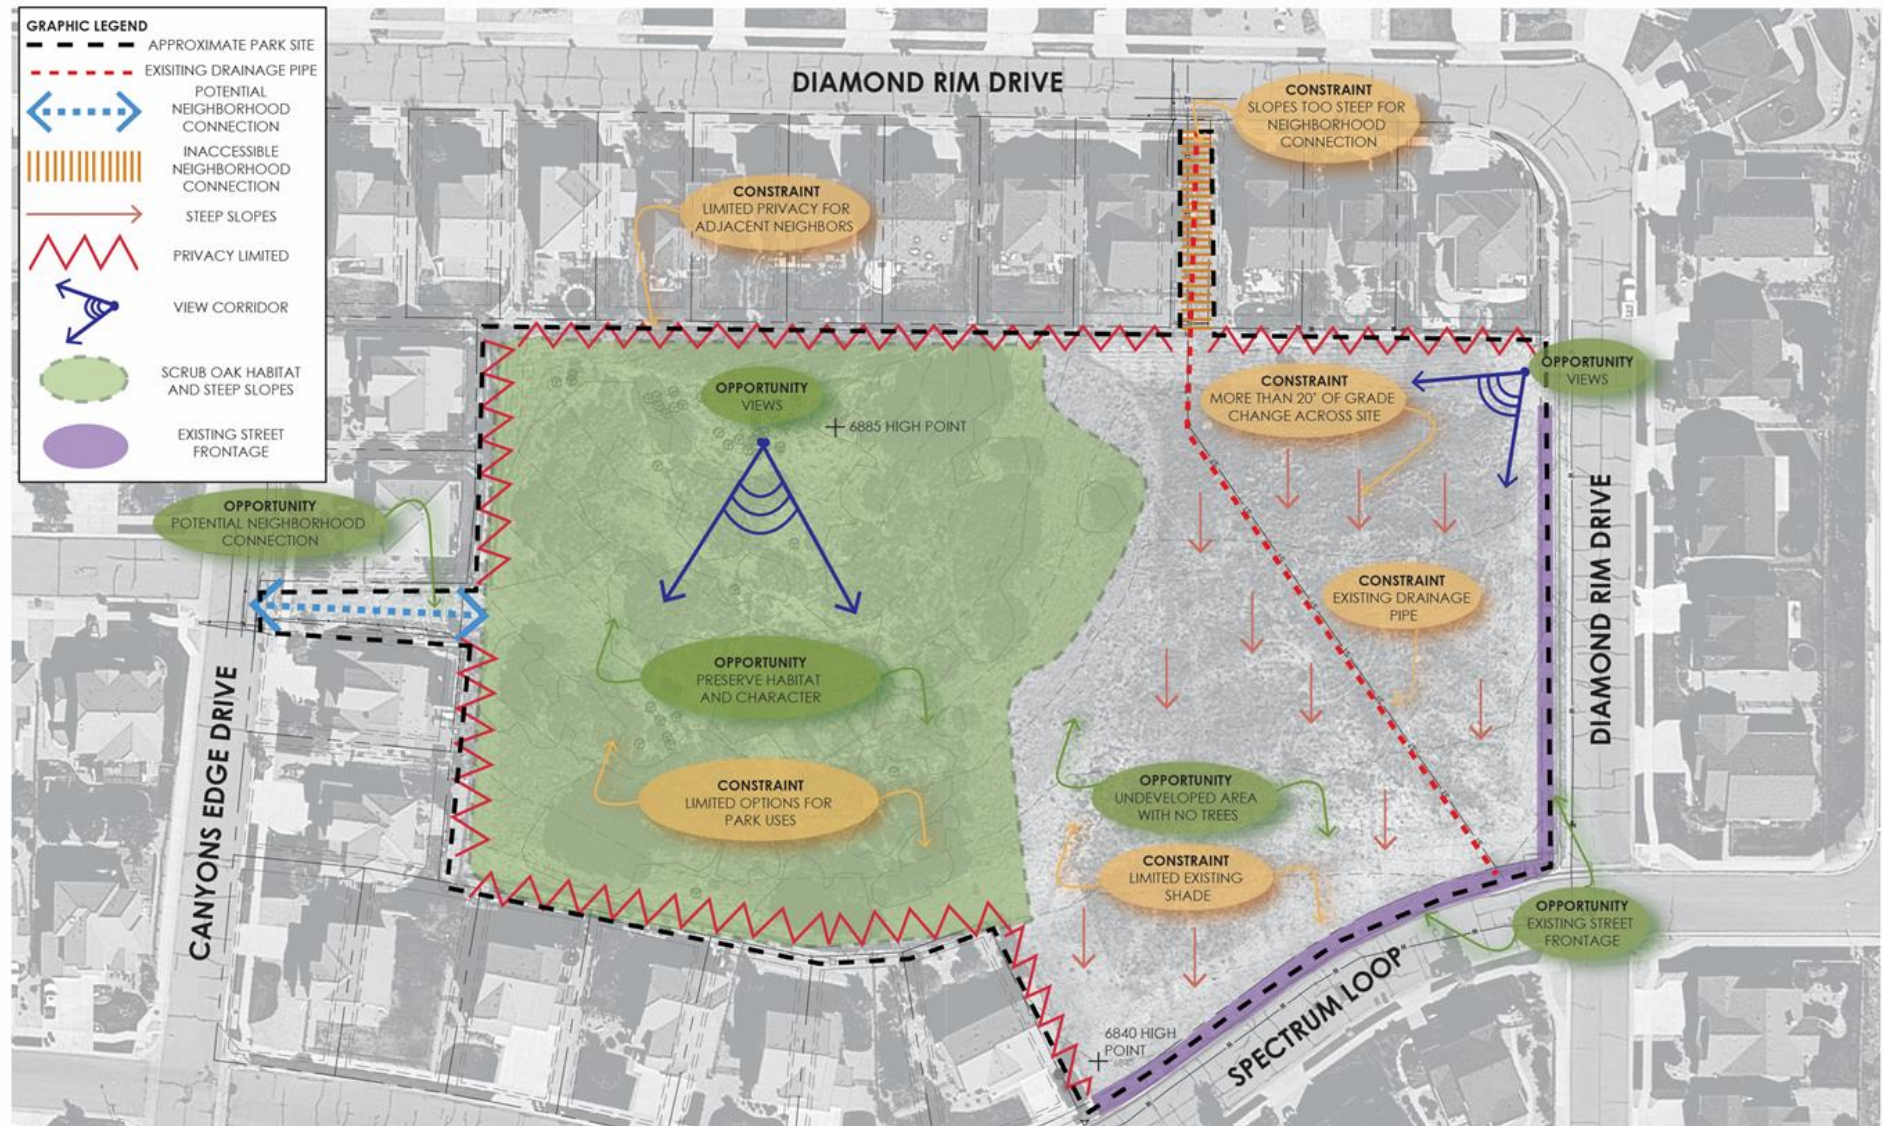 GRAPHIC LEGEND
APPROXIMATE PARK SITE
EXISITING DRAINAGE PIPE
POTENTIAL
NEIGHBORHOOD
CONNECTION
INACCESSIBLE
NEIGHBORHOOD
CONNECTION
STEEP SLOPES
PRIVACY LIMITED
VIEW CORRIDOR
SCRUB OAK HABITAT
AND STEEP SLOPES
EXISTING STREET
FRONTAGE
DIAMOND RIM DRIVE
CONSTRAINT
SLOPES TOO STEEP FOR
NEIGHBORHOOD
CONNECTION
CONSTRAINT
LIMITED PRIVACY FOR
ADJACENT NEIGHBORS
OPPORTUNITY
VIEWS
6885 HIGH POINT
CONSTRAINT
MORE THAN 20' OF GRADE
CHANGE ACROSS SITE
OPPORTUNITY
VIEWS
OPPORTUNITY
POTENTIAL NEIGHBORHOOD
CONNECTION
DIAMOND RIM DRIVE
CONSTRAINT
EXISTING DRAINAGE
PIPE
OPPORTUNITY
PRESERVE HABITAT
AND CHARACTER
CANYONS EDGE DRIVE
CONSTRAINT
LIMITED OPTIONS FOR
PARK USES
OPPORTUNITY
UNDEVELOPED AREA
WITH NO TREES
CONSTRAINT
LIMITED EXISTING
SHADE
OPPORTUNITY
EXISTING STREET
FRONTAGE
SPECTRUM LOOP
6840 HIGH
POINT